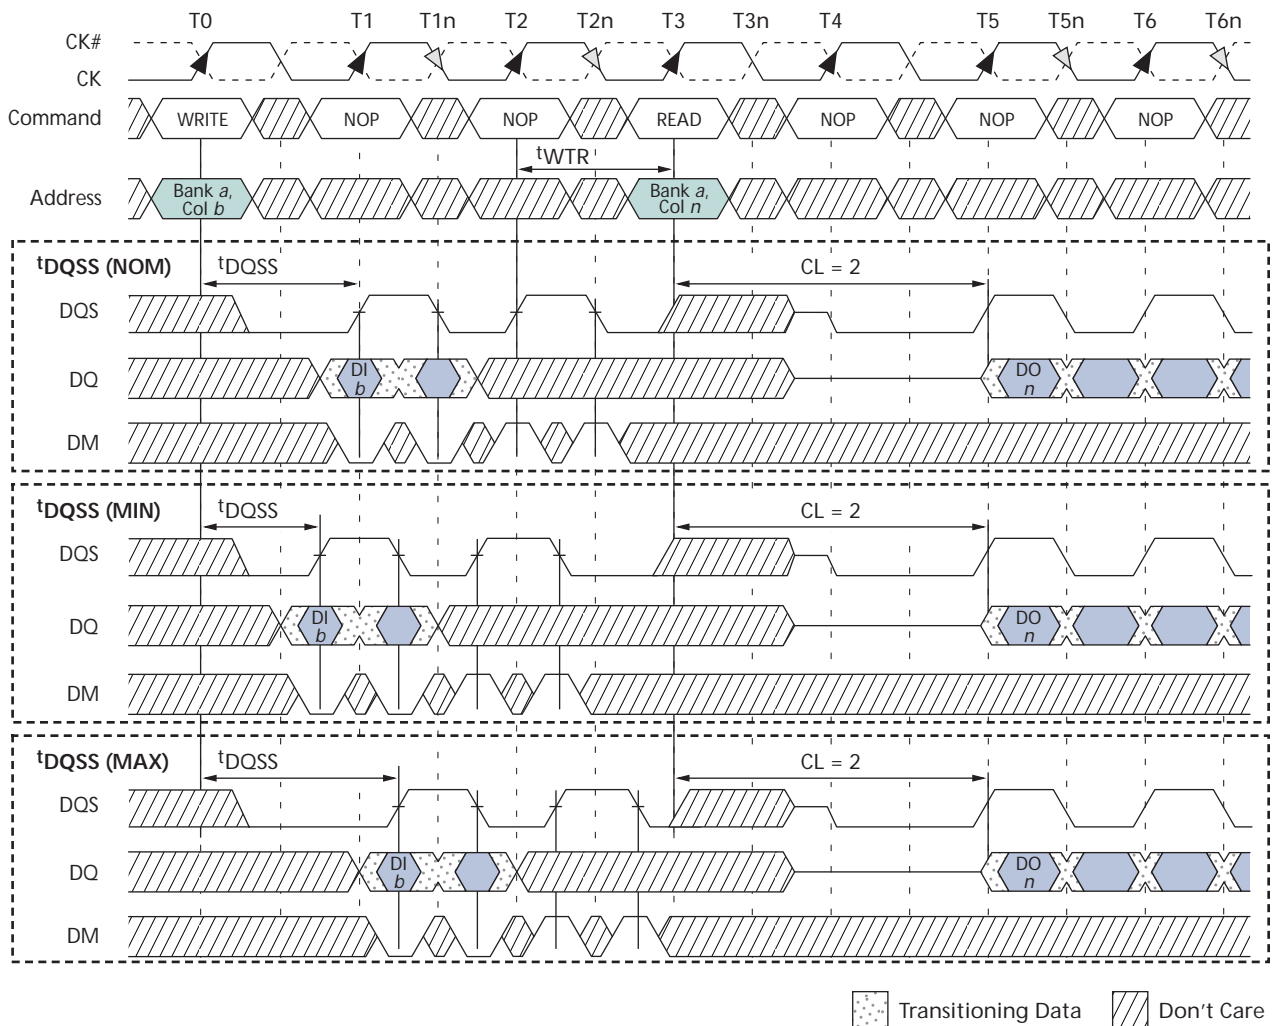 T0 T1 T1n T2 T2n T3 T3n T4 T5 T5n T6 T6n
CK#
CK
Command WRITE NOP NOP READ NOP NOP NOP
tWTR
Address Bank a, Col b Bank a, Col n
tDQSS (NOM) tDQSS CL = 2
DQS
DQ DI b DO n
DM
tDQSS (MIN) tDQSS CL = 2
DQS
DQ DI b DO n
DM
tDQSS (MAX) tDQSS CL = 2
DQS
DQ DI b DO n
DM
Transitioning Data Don't Care